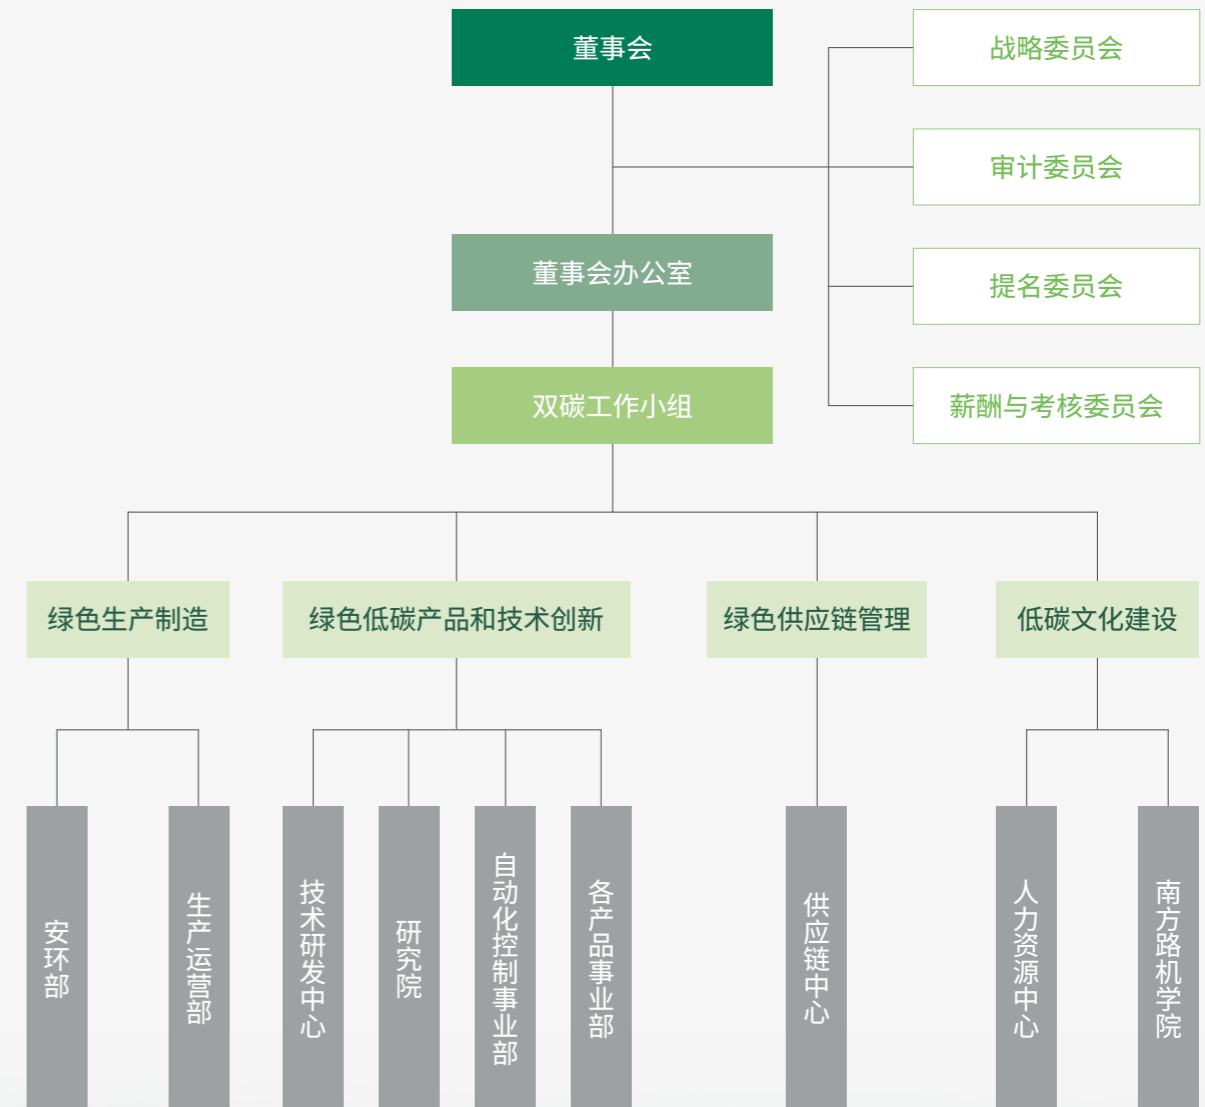 董事会
战略委员会
审计委员会
董事会办公室
提名委员会
双碳工作小组
薪酬与考核委员会
绿色生产制造
绿色低碳产品和技术创新
绿色供应链管理
低碳文化建设
安环部
生产运营部
技术研发中心
研究院
自动化控制事业部
各产品事业部
供应链中心
人力资源中心
南方路机学院